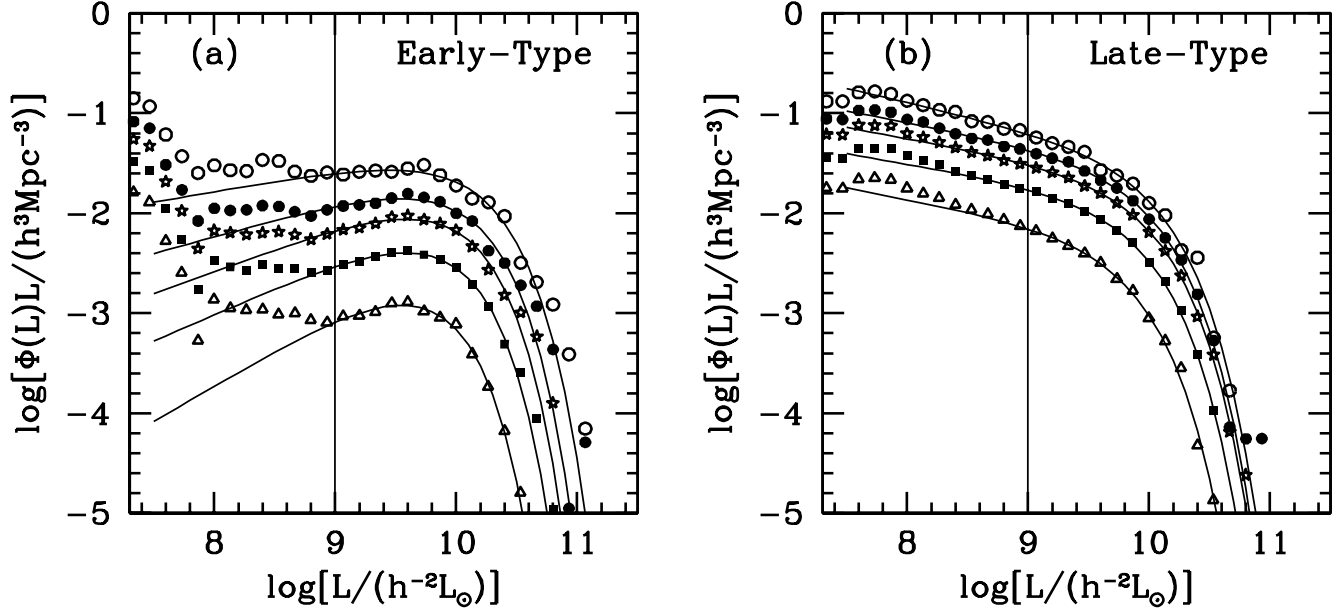 0
−1
−2
−3
−4
−5
(a)
Early−Type
8
9
10
11
log[Φ(L)L/(h³Mpc⁻³)]
log[L/(h⁻²L⊙)]
0
−1
−2
−3
−4
−5
(b)
Late−Type
8
9
10
11
log[Φ(L)L/(h³Mpc⁻³)]
log[L/(h⁻²L⊙)]